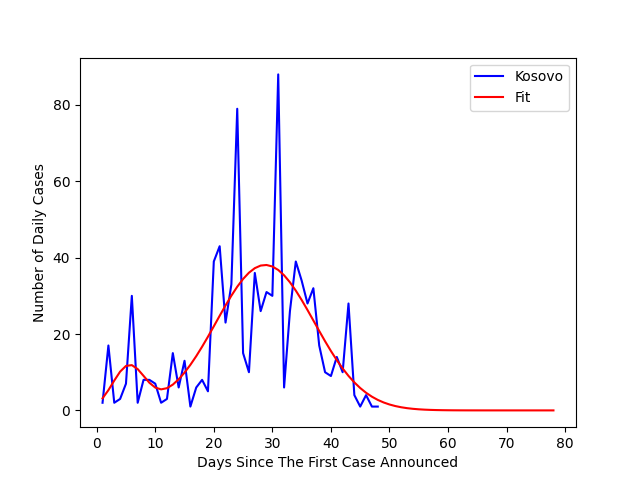 Kosovo
Fit
Number of Daily Cases
80
60
40
20
0
0 10 20 30 40 50 60 70 80
Days Since The First Case Announced